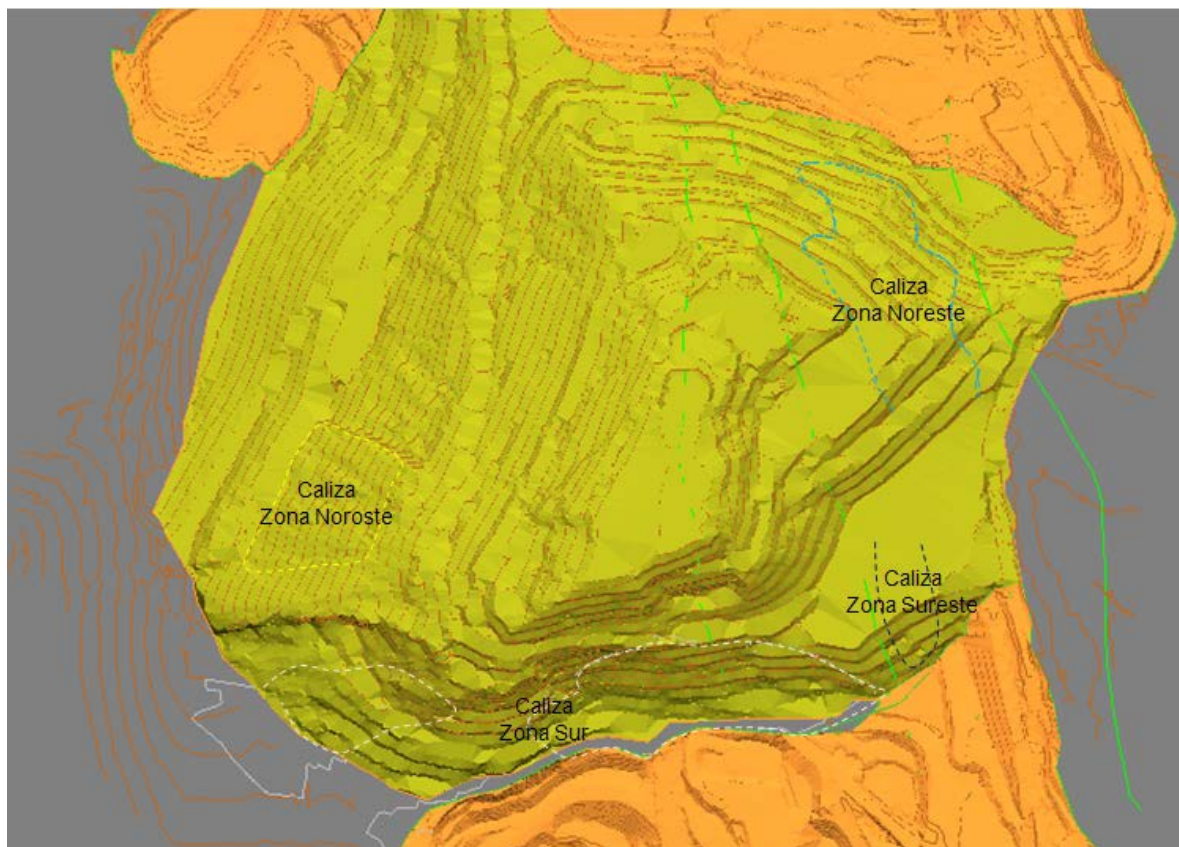 Caliza
Zona Noreste
Caliza
Zona Noroste
Caliza
Zona Sureste
Caliza
Zona Sur